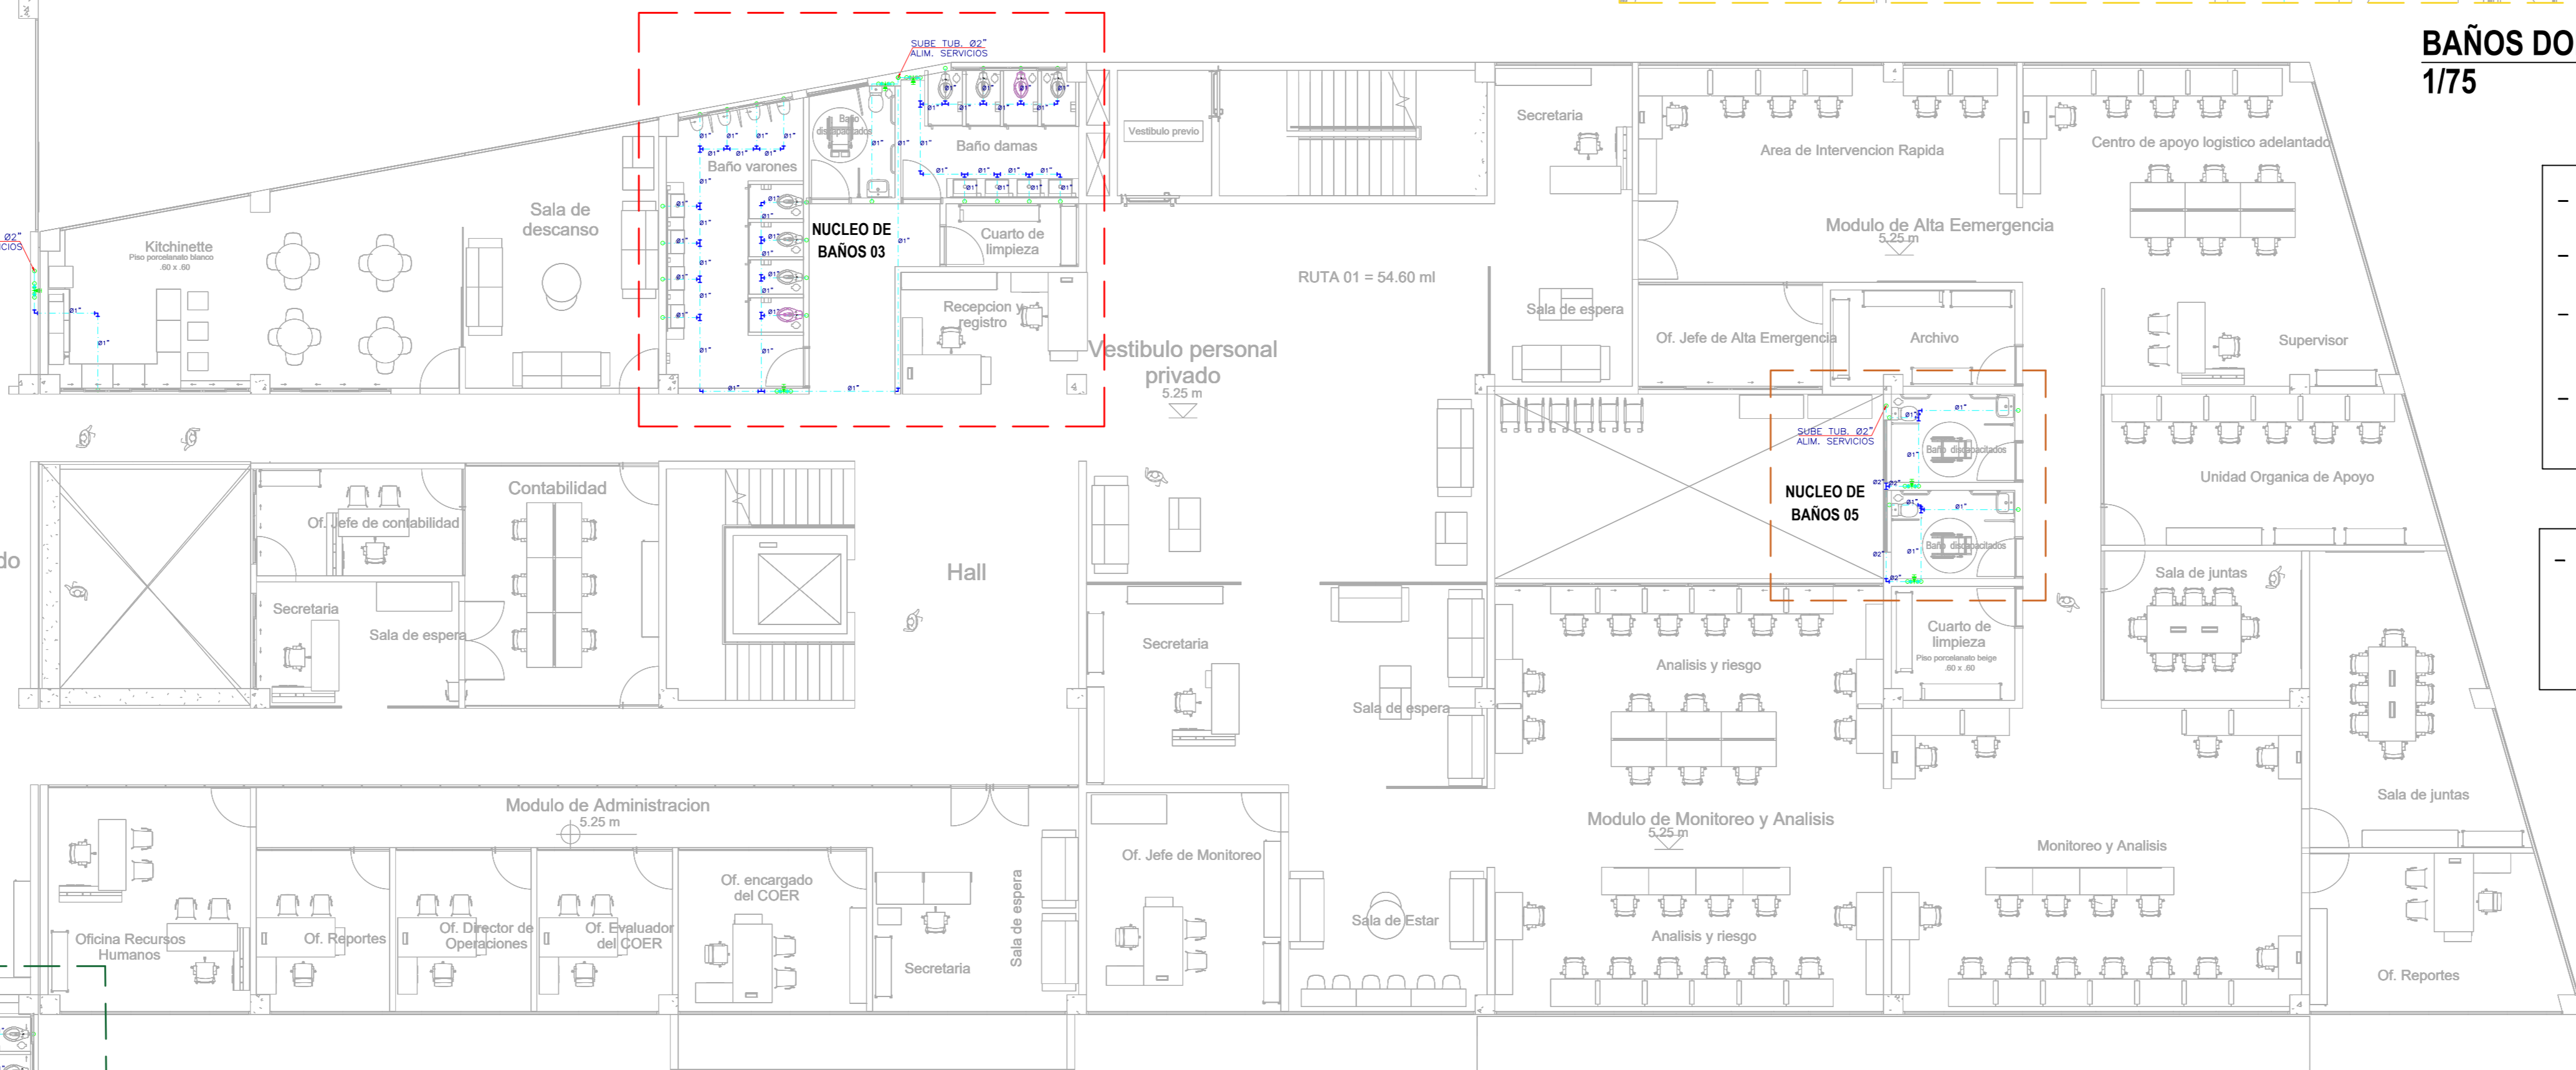 BAÑOS DO
1/75
SUBE TUB. Ø2"
ALIM. SERVICIOS
Baño discapacitados
Baño damas
Baño varones
Vestibulo previo
Secretaria
Area de Intervencion Rapida
Centro de apoyo logistico adelantado
Sala de
descanso
NUCLEO DE
BAÑOS 03
Cuarto de
limpieza
Modulo de Alta Eemergencia
5.25 m
Ø2"
Kitchinette
Piso porcelanato blanco
.60 x .60
RUTA 01 = 54.60 ml
Recepcion y
registro
Sala de espera
Of. Jefe de Alta Emergencia
Archivo
Supervisor
Vestibulo personal
privado
5.25 m
SUBE TUB. Ø2"
ALIM. SERVICIOS
Baño discapacitados
Unidad Organica de Apoyo
NUCLEO DE
BAÑOS 05
Baño discapacitados
Contabilidad
Of. Jefe de contabilidad
Hall
do
Secretaria
Sala de espera
Secretaria
Sala de espera
Analisis y riesgo
Cuarto de
limpieza
Piso porcelanato beige
.60 x .60
Sala de juntas
Sala de juntas
Modulo de Administracion
5.25 m
Modulo de Monitoreo y Analisis
5.25 m
Monitoreo y Analisis
Of. Jefe de Monitoreo
Of. encargado
del COER
Sala de espera
Sala de Estar
Analisis y riesgo
Oficina Recursos
Humanos
Of. Reportes
Of. Director de
Operaciones
Of. Evaluador
del COER
Secretaria
Of. Reportes